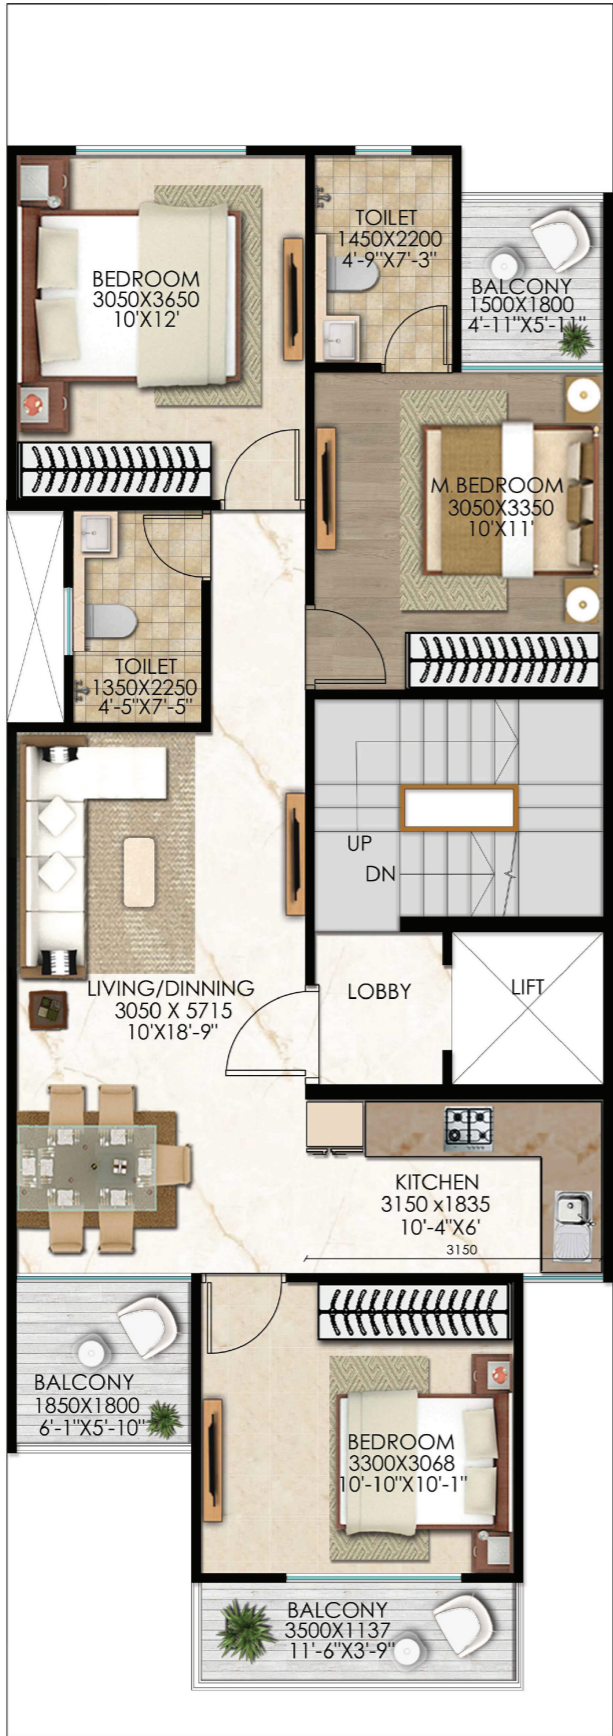 BEDROOM
3050X3650
10'X12'
TOILET
1450X2200
4'-9"X7'-3"
BALCONY
1500X1800
4'-11"X5'-11"
M.BEDROOM
3050X3350
10'X11'
TOILET
1350X2250
4'-5"X7'-5"
UP
DN
LIVING/DINNING
3050 X 5715
10'X18'-9"
LOBBY
LIFT
KITCHEN
3150 x1835
10'-4"X6'
3150
BALCONY
1850X1800
6'-1"X5'-10"
BEDROOM
3300X3068
10'-10"X10'-1"
BALCONY
3500X1137
11'-6"X3'-9"